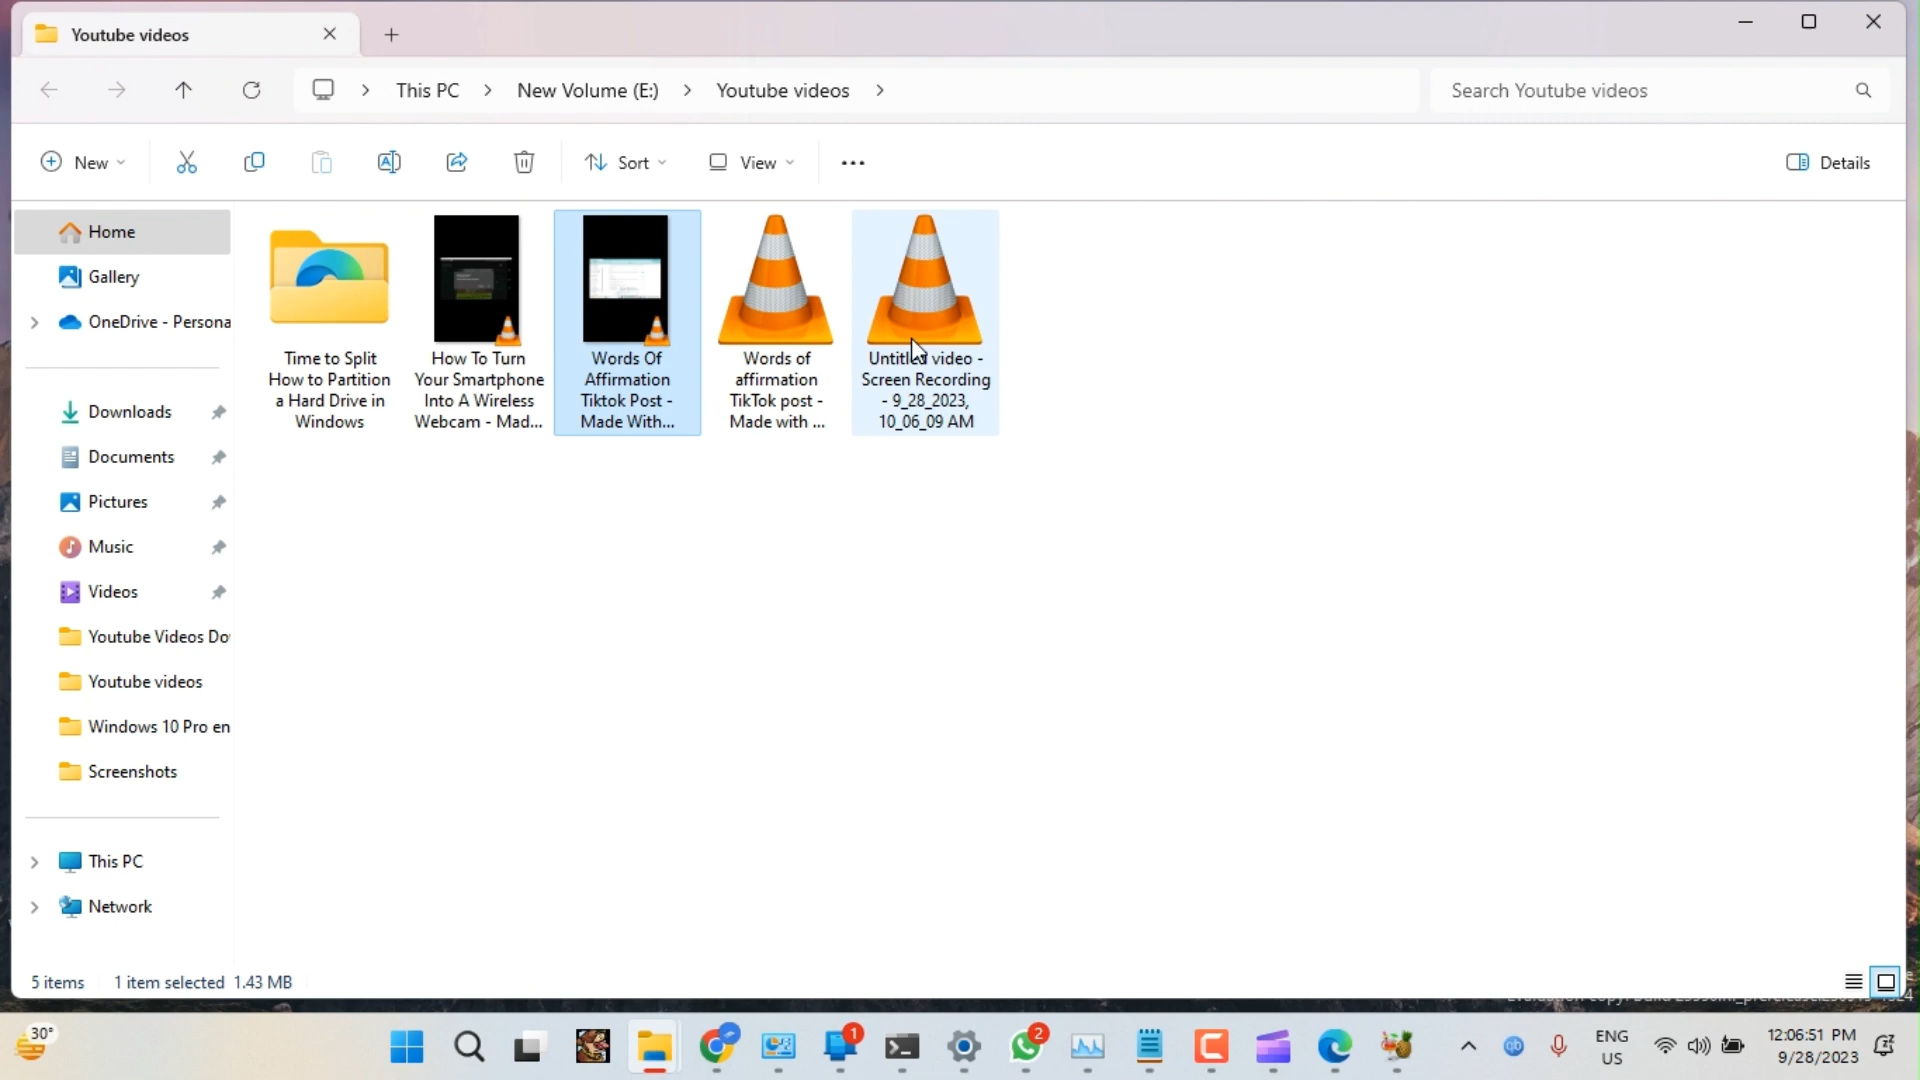 Youtube videos
This PC
New Volume (E:)
Youtube videos
Search Youtube videos
New
Sort
View
Details
Home
Gallery
OneDrive - Persona
Downloads
Documents
Pictures
Music
Videos
Youtube Videos Do
Youtube videos
Windows 10 Pro en
Screenshots
This PC
Network
Time to Split
How to Partition
a Hard Drive in
Windows
How To Turn
Your Smartphone
Into A Wireless
Webcam - Mad...
Words Of
Affirmation
Tiktok Post -
Made With...
Words of
affirmation
TikTok post -
Made with ...
Untitled video -
Screen Recording
- 9_28_2023,
10_06_09 AM
5 items
1 item selected 1.43 MB
30°
1
2
ENG
US
12:06:51 PM
9/28/2023